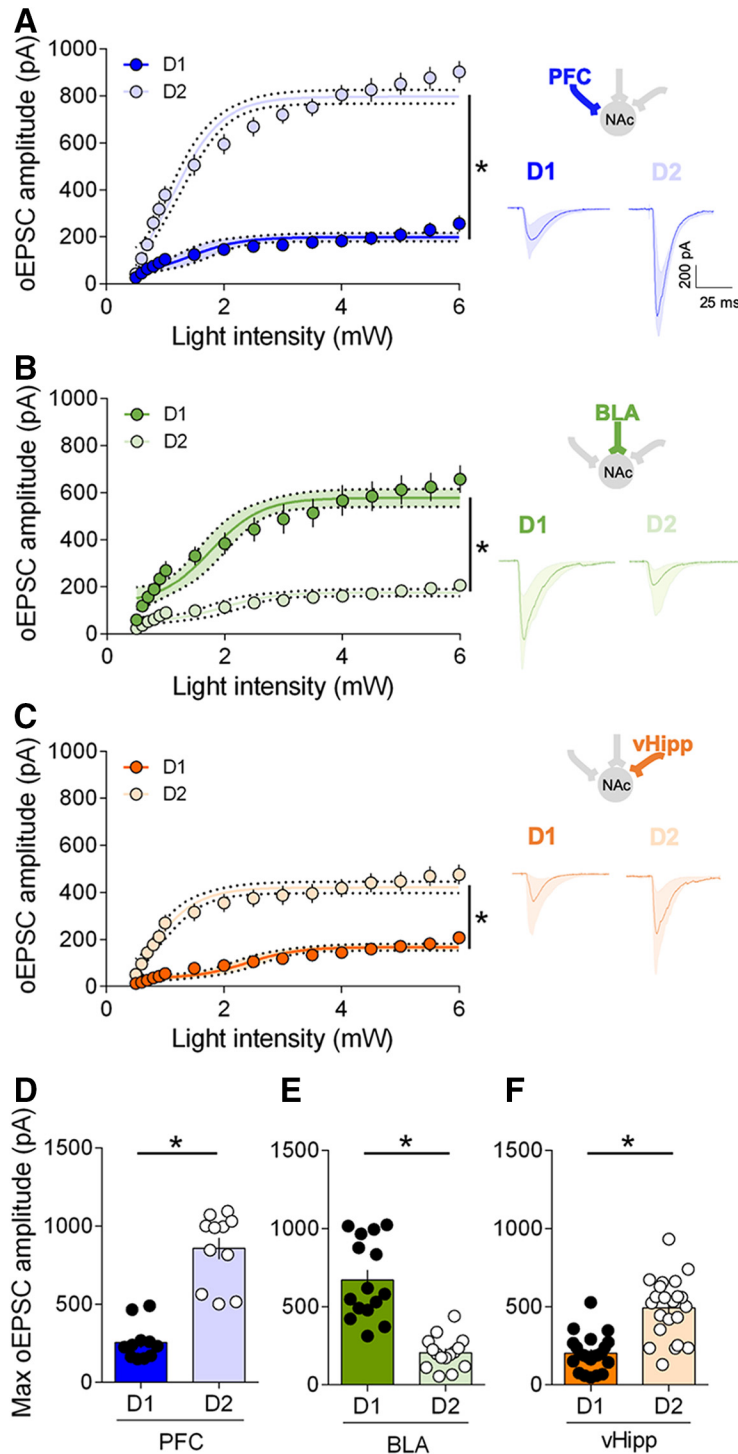 A
oEPSC amplitude (pA)
1000
800
600
400
200
0
D1
D2
*
0
2
4
6
Light intensity (mW)
PFC
NAc
D1
D2
200 pA
25 ms
B
oEPSC amplitude (pA)
1000
800
600
400
200
0
D1
D2
*
0
2
4
6
Light intensity (mW)
BLA
NAc
D1
D2
C
oEPSC amplitude (pA)
1000
800
600
400
200
0
D1
D2
*
0
2
4
6
Light intensity (mW)
vHipp
NAc
D1
D2
D
Max oEPSC amplitude (pA)
1500
1000
500
0
*
D1
D2
PFC
E
1500
1000
500
0
*
D1
D2
BLA
F
1500
1000
500
0
*
D1
D2
vHipp